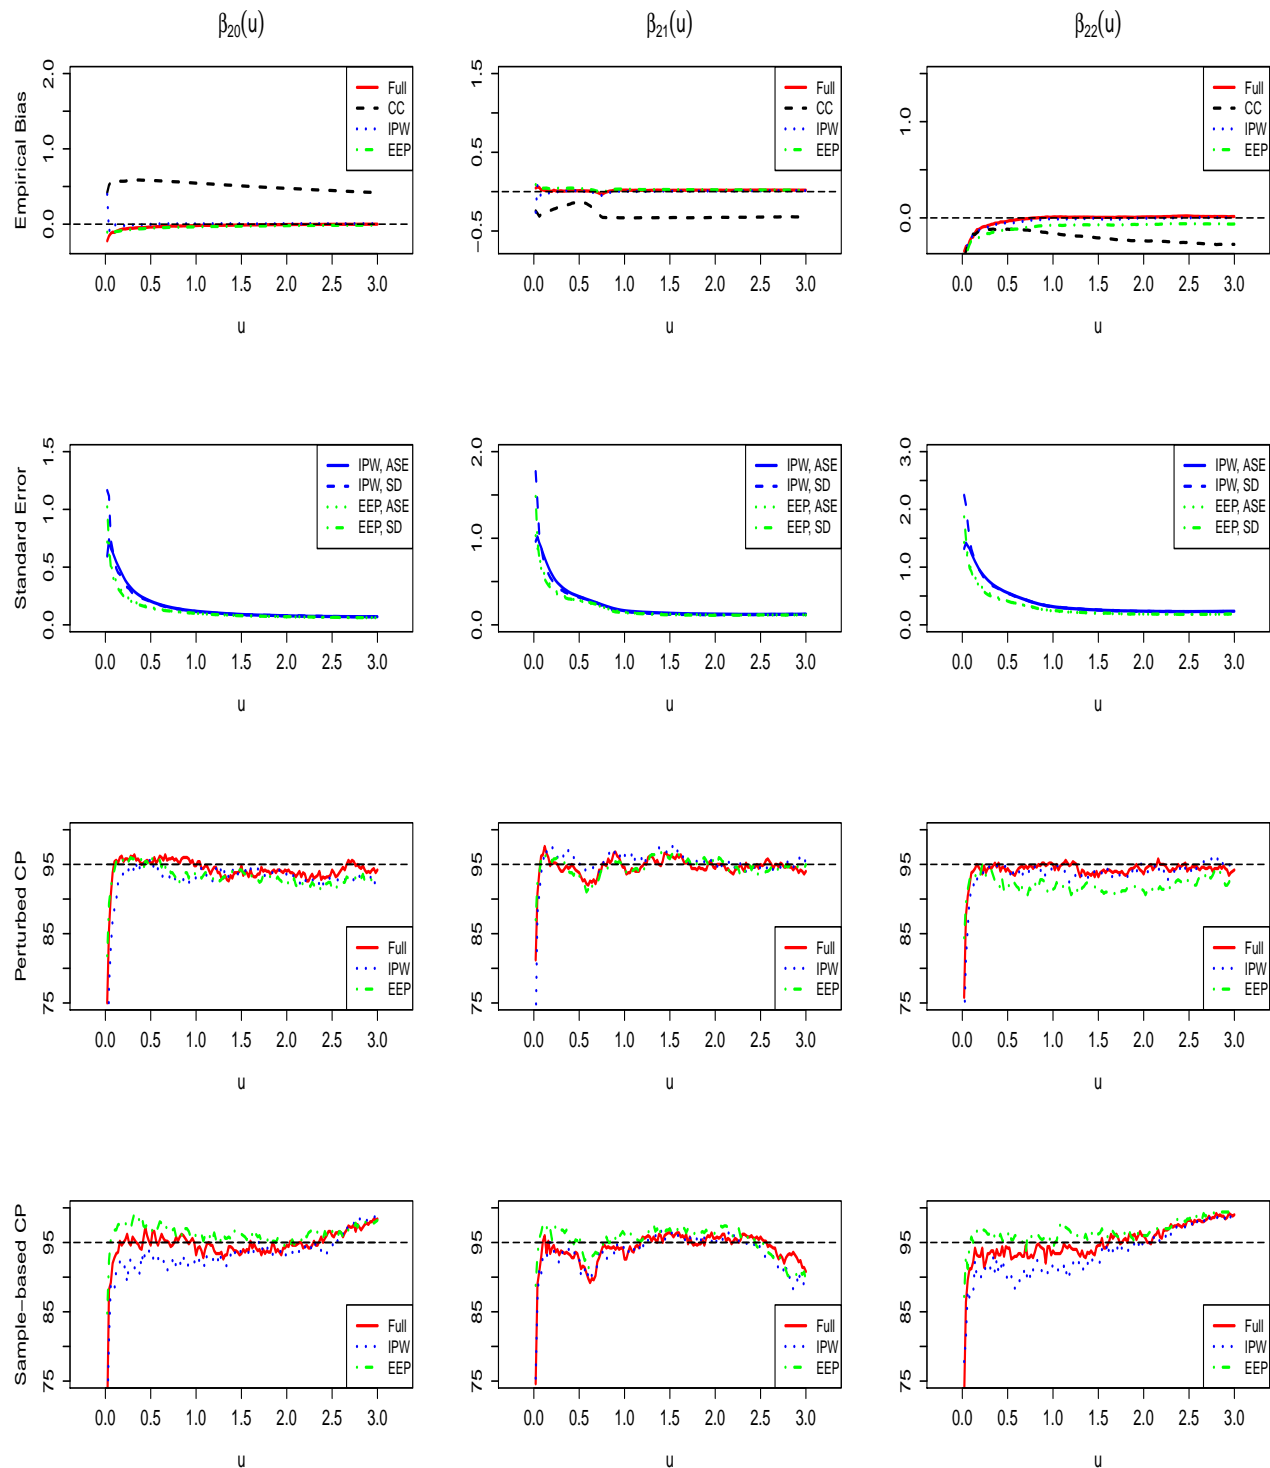 β20(u)
β21(u)
β22(u)
Empirical Bias
0.0 1.0 2.0
Full
CC
IPW
EEP
0.0 0.5 1.0 1.5 2.0 2.5 3.0
u
−0.5 0.5 1.5
Full
CC
IPW
EEP
0.0 0.5 1.0 1.5 2.0 2.5 3.0
u
0.0 1.0
Full
CC
IPW
EEP
0.0 0.5 1.0 1.5 2.0 2.5 3.0
u
Standard Error
0.0 0.5 1.0 1.5
IPW, ASE
IPW, SD
EEP, ASE
EEP, SD
0.0 0.5 1.0 1.5 2.0 2.5 3.0
u
0.0 1.0 2.0
IPW, ASE
IPW, SD
EEP, ASE
EEP, SD
0.0 0.5 1.0 1.5 2.0 2.5 3.0
u
0.0 1.0 2.0 3.0
IPW, ASE
IPW, SD
EEP, ASE
EEP, SD
0.0 0.5 1.0 1.5 2.0 2.5 3.0
u
Perturbed CP
75 85 95
Full
IPW
EEP
0.0 0.5 1.0 1.5 2.0 2.5 3.0
u
75 85 95
Full
IPW
EEP
0.0 0.5 1.0 1.5 2.0 2.5 3.0
u
75 85 95
Full
IPW
EEP
0.0 0.5 1.0 1.5 2.0 2.5 3.0
u
Sample−based CP
75 85 95
Full
IPW
EEP
0.0 0.5 1.0 1.5 2.0 2.5 3.0
u
75 85 95
Full
IPW
EEP
0.0 0.5 1.0 1.5 2.0 2.5 3.0
u
75 85 95
Full
IPW
EEP
0.0 0.5 1.0 1.5 2.0 2.5 3.0
u